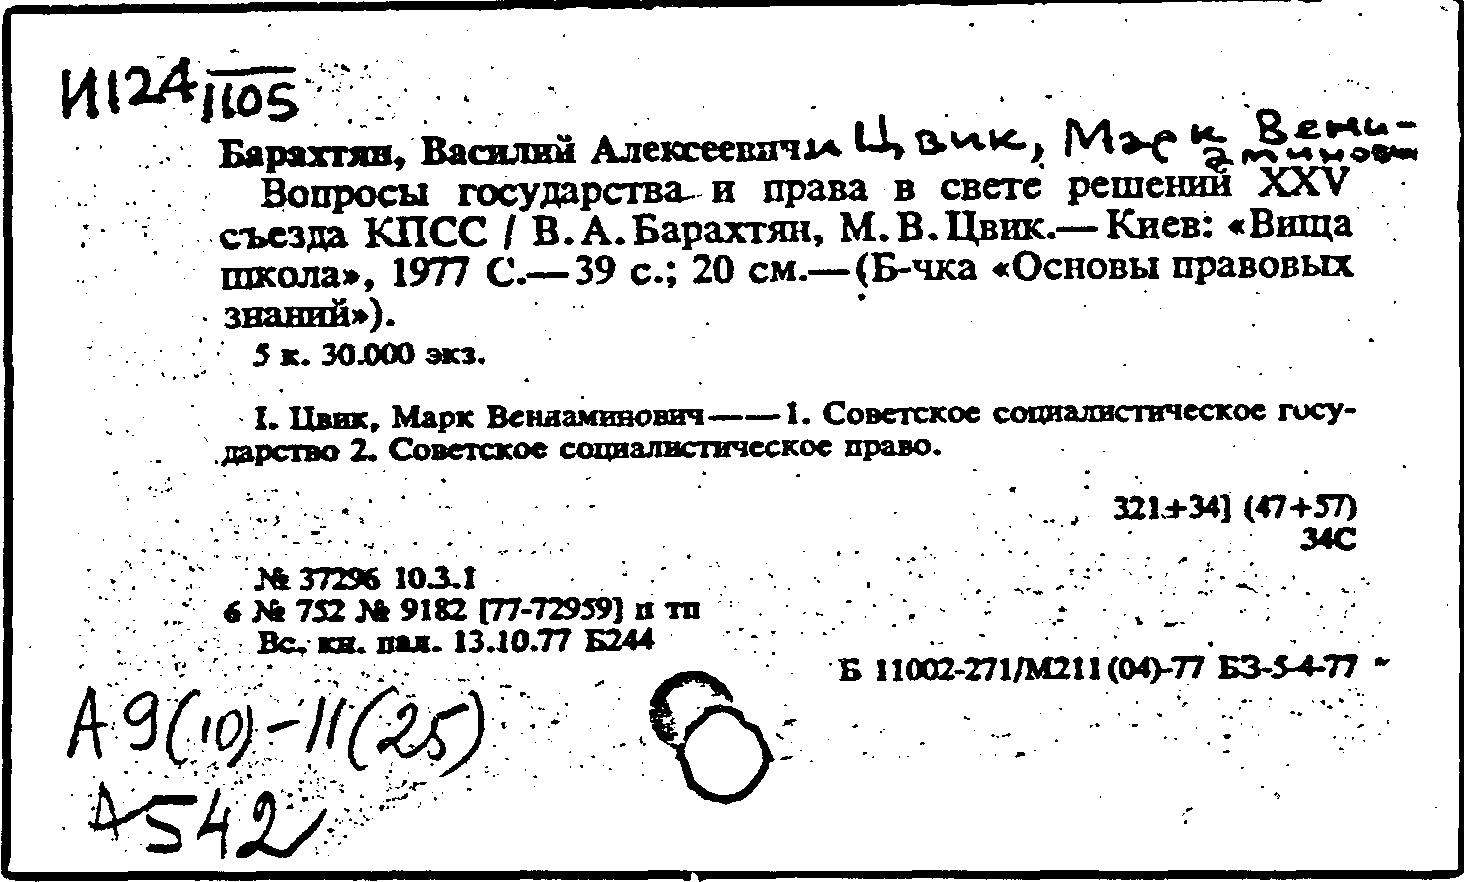 И124/1105
Барахтян, Василий Алексеевич и Цвик, Марк Вени-
аминович
Вопросы государства и права в свете решений XXV
съезда КПСС / В. А. Барахтян, М. В. Цвик.— Киев: «Вища
школа», 1977 С.— 39 с.; 20 см.— (Б-чка «Основы правовых
знаний»).
5 к. 30.000 экз.
I. Цвик, Марк Вениаминович — — 1. Советское социалистическое госу-
дарство 2. Советское социалистическое право.
321+34] (47+57)
34С
№ 37296 10.3.1
6 № 752 № 9182 [77-72959] п тп
Вс. кн. пал. 13.10.77 Б244
Б 11002-271/М211(04)-77 БЗ-5-4-77
А 9(10)-11(25)
А542